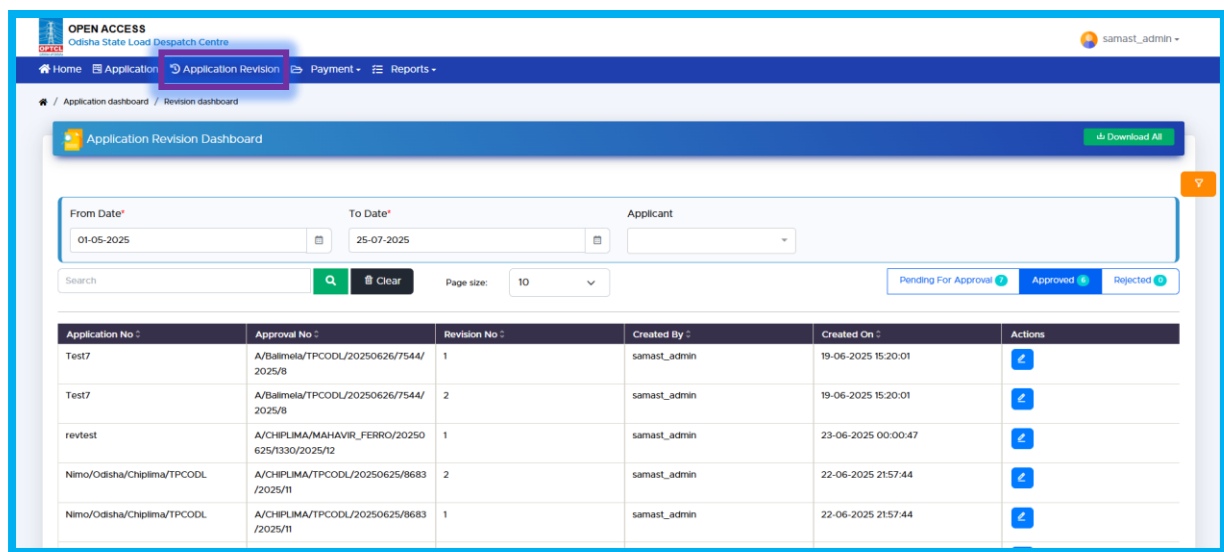 OPEN ACCESS
Odisha State Load Despatch Centre
OPTCL
samast_admin
Home Application Application Revision Payment Reports
/ Application dashboard / Revision dashboard
Application Revision Dashboard Download All
From Date* To Date* Applicant
01-05-2025 25-07-2025
Search Clear Page size: 10 Pending For Approval 7 Approved 6 Rejected 0
Application No Approval No Revision No Created By Created On Actions
Test7 A/Balimela/TPCODL/20250626/7544/ 1 samast_admin 19-06-2025 15:20:01
2025/8
Test7 A/Balimela/TPCODL/20250626/7544/ 2 samast_admin 19-06-2025 15:20:01
2025/8
revtest A/CHIPLIMA/MAHAVIR_FERRO/20250 1 samast_admin 23-06-2025 00:00:47
625/1330/2025/12
Nimo/Odisha/Chiplima/TPCODL A/CHIPLIMA/TPCODL/20250625/8683 2 samast_admin 22-06-2025 21:57:44
/2025/11
Nimo/Odisha/Chiplima/TPCODL A/CHIPLIMA/TPCODL/20250625/8683 1 samast_admin 22-06-2025 21:57:44
/2025/11